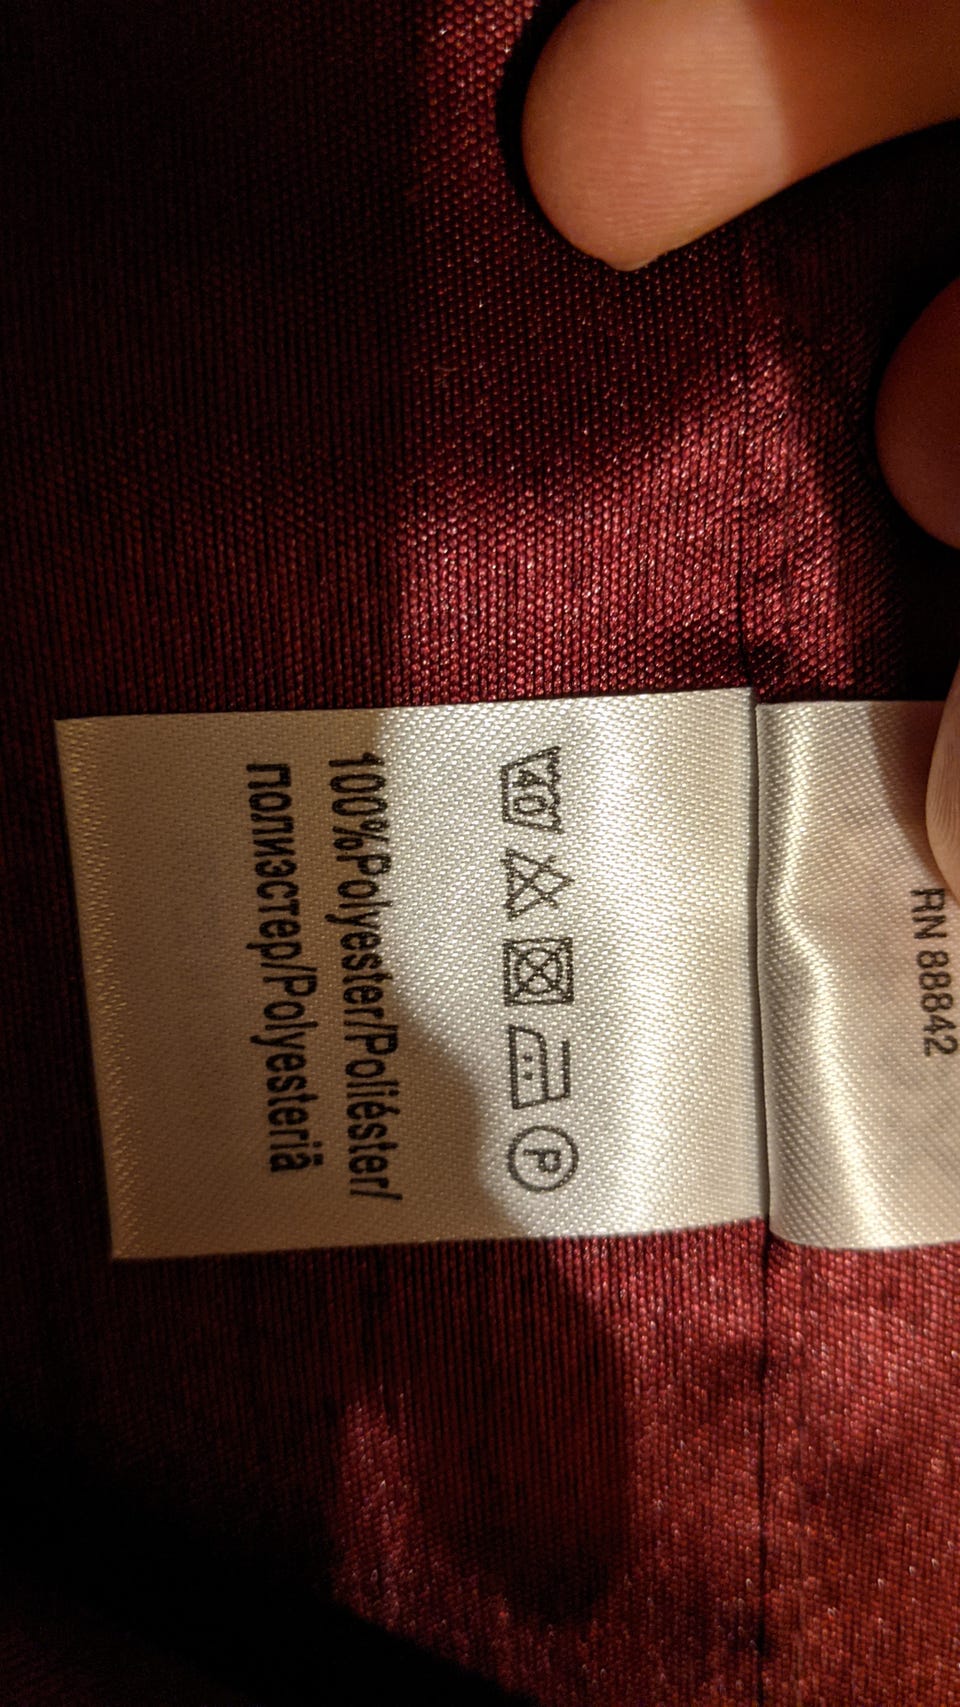 RN 88842
40
P
100%Polyester/Poliéster/
полиэстер/Polyesteriä